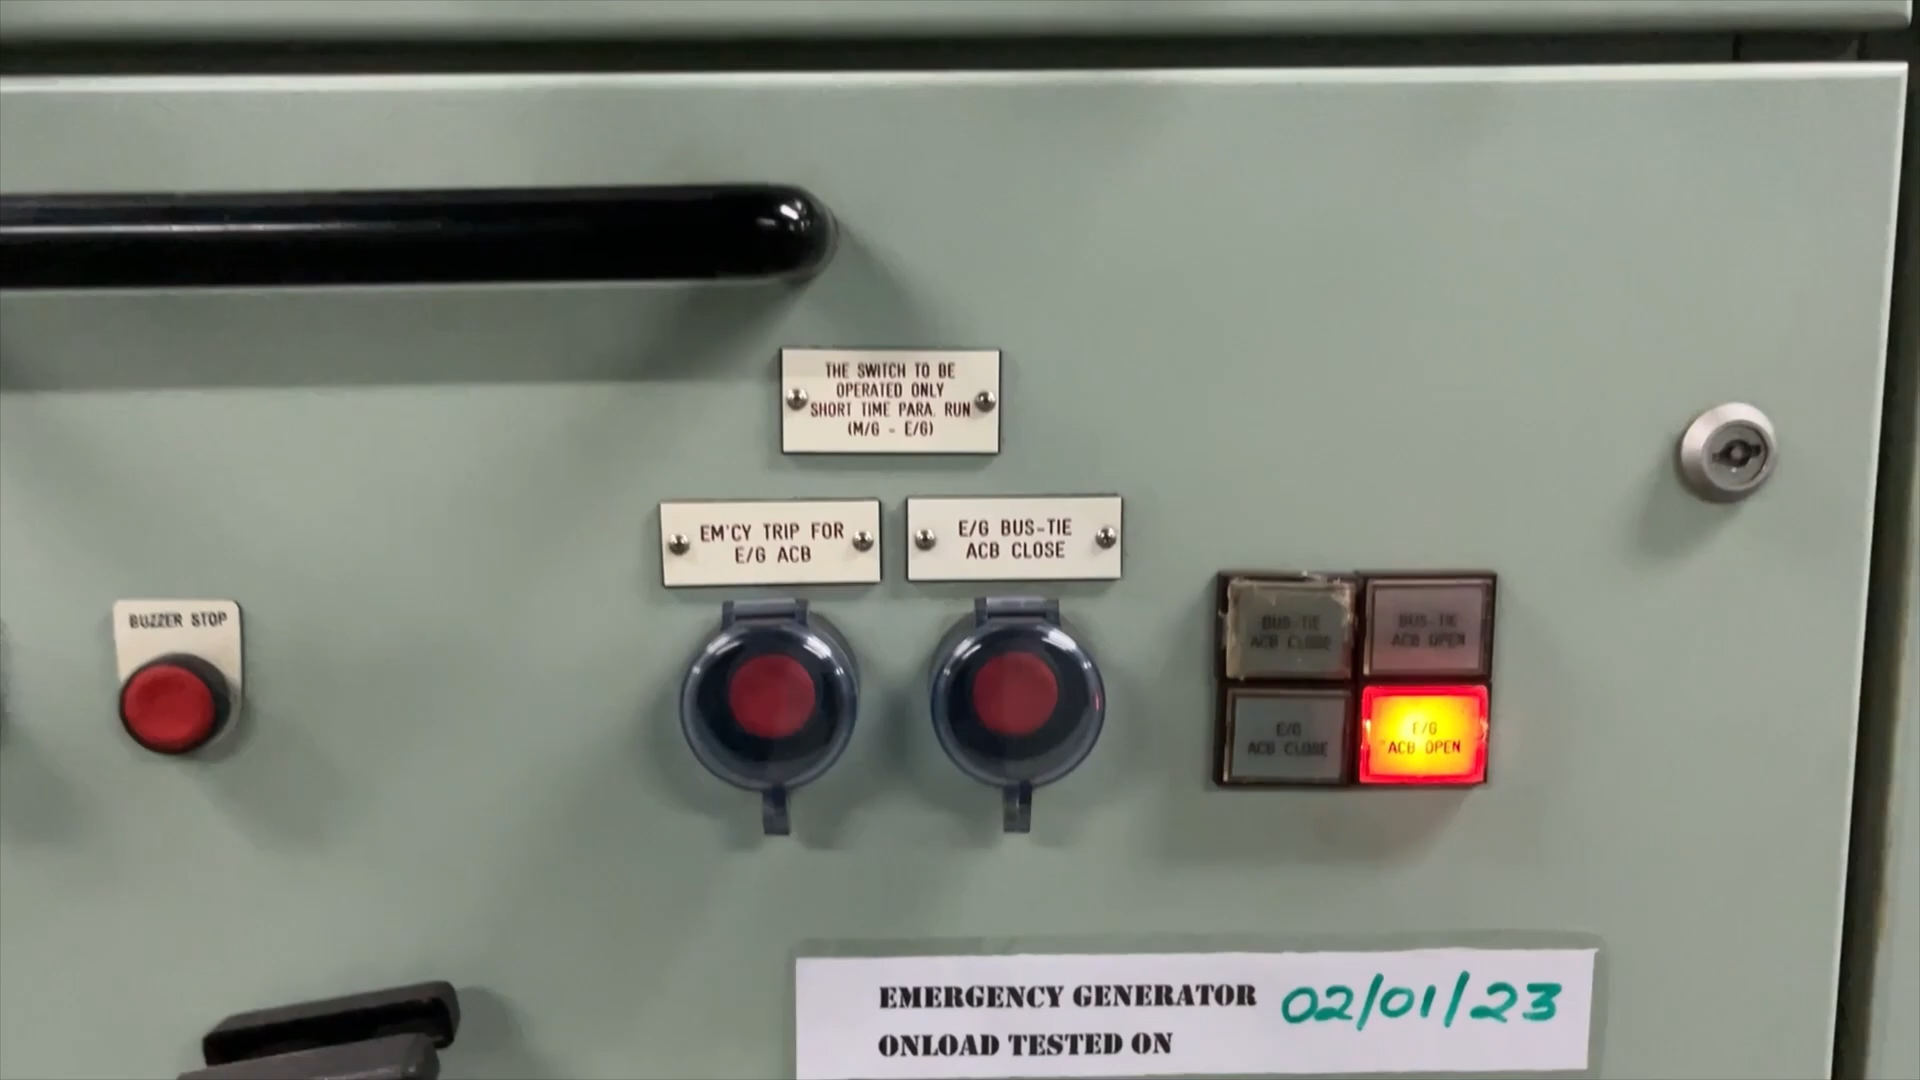 THE SWITCH TO BE
OPERATED ONLY
SHORT TIME PARA. RUN
(M/G - E/G)
EM'CY TRIP FOR
E/G ACB
E/G BUS-TIE
ACB CLOSE
BUZZER STOP
BUS-TIE
ACB CLOSE
BUS-TIE
ACB OPEN
E/G
ACB CLOSE
E/G
ACB OPEN
EMERGENCY GENERATOR 02/01/23
ONLOAD TESTED ON